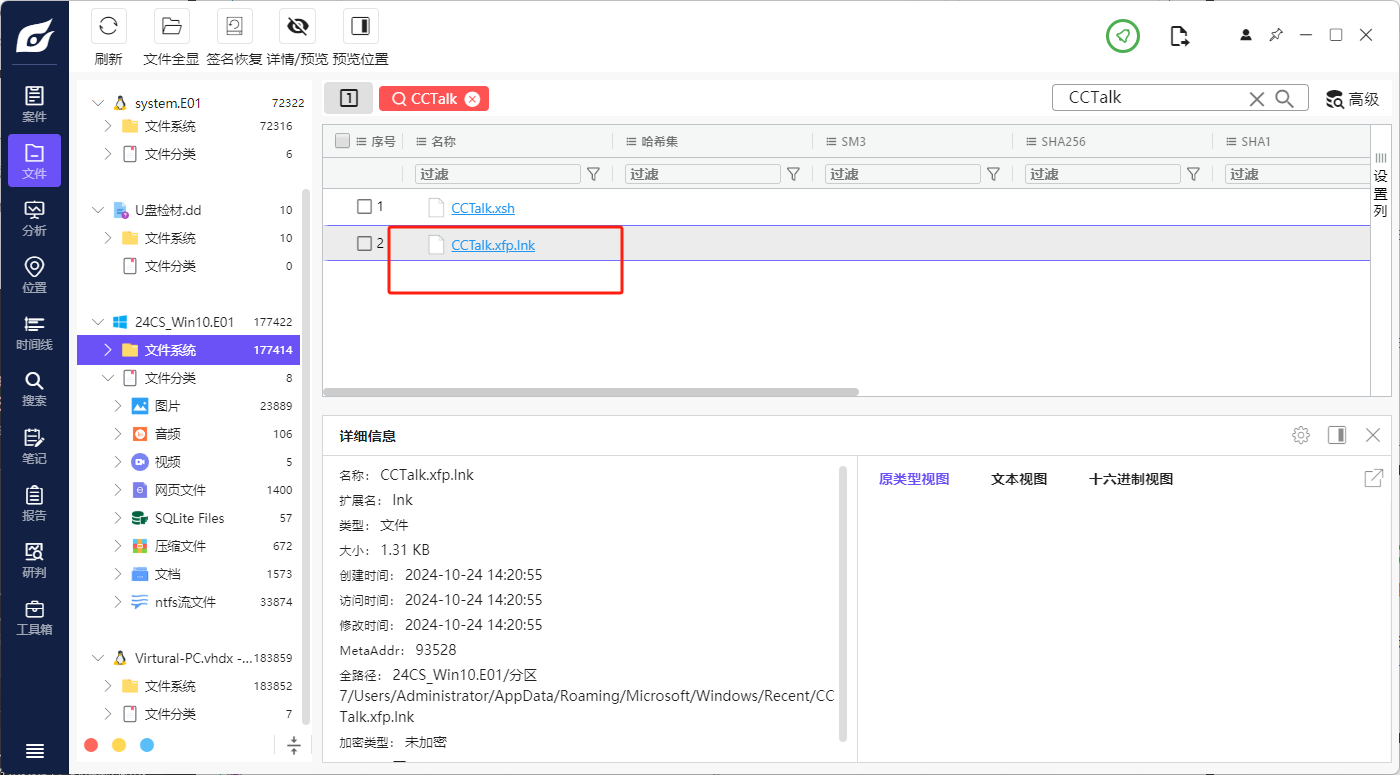 刷新
文件全显
签名恢复
详情/预览
预览位置
案件
文件
分析
位置
时间线
搜索
笔记
报告
研判
工具箱
system.E01 72322
文件系统 72316
文件分类 6
U盘检材.dd 10
文件系统 10
文件分类 0
24CS_Win10.E01 177422
文件系统 177414
文件分类 8
图片 23889
音频 106
视频 5
网页文件 1400
SQLite Files 57
压缩文件 672
文档 1573
ntfs流文件 33874
Virtural-PC.vhdx -... 183859
文件系统 183852
文件分类 7
1 CCTalk
CCTalk
高级
序号 名称 哈希集 SM3 SHA256 SHA1
过滤 过滤 过滤 过滤 过滤
设置列
1 CCTalk.xsh
2 CCTalk.xfp.lnk
详细信息
名称: CCTalk.xfp.lnk
扩展名: lnk
类型: 文件
大小: 1.31 KB
创建时间: 2024-10-24 14:20:55
访问时间: 2024-10-24 14:20:55
修改时间: 2024-10-24 14:20:55
MetaAddr: 93528
全路径: 24CS_Win10.E01/分区
7/Users/Administrator/AppData/Roaming/Microsoft/Windows/Recent/CC
Talk.xfp.lnk
加密类型: 未加密
原类型视图 文本视图 十六进制视图